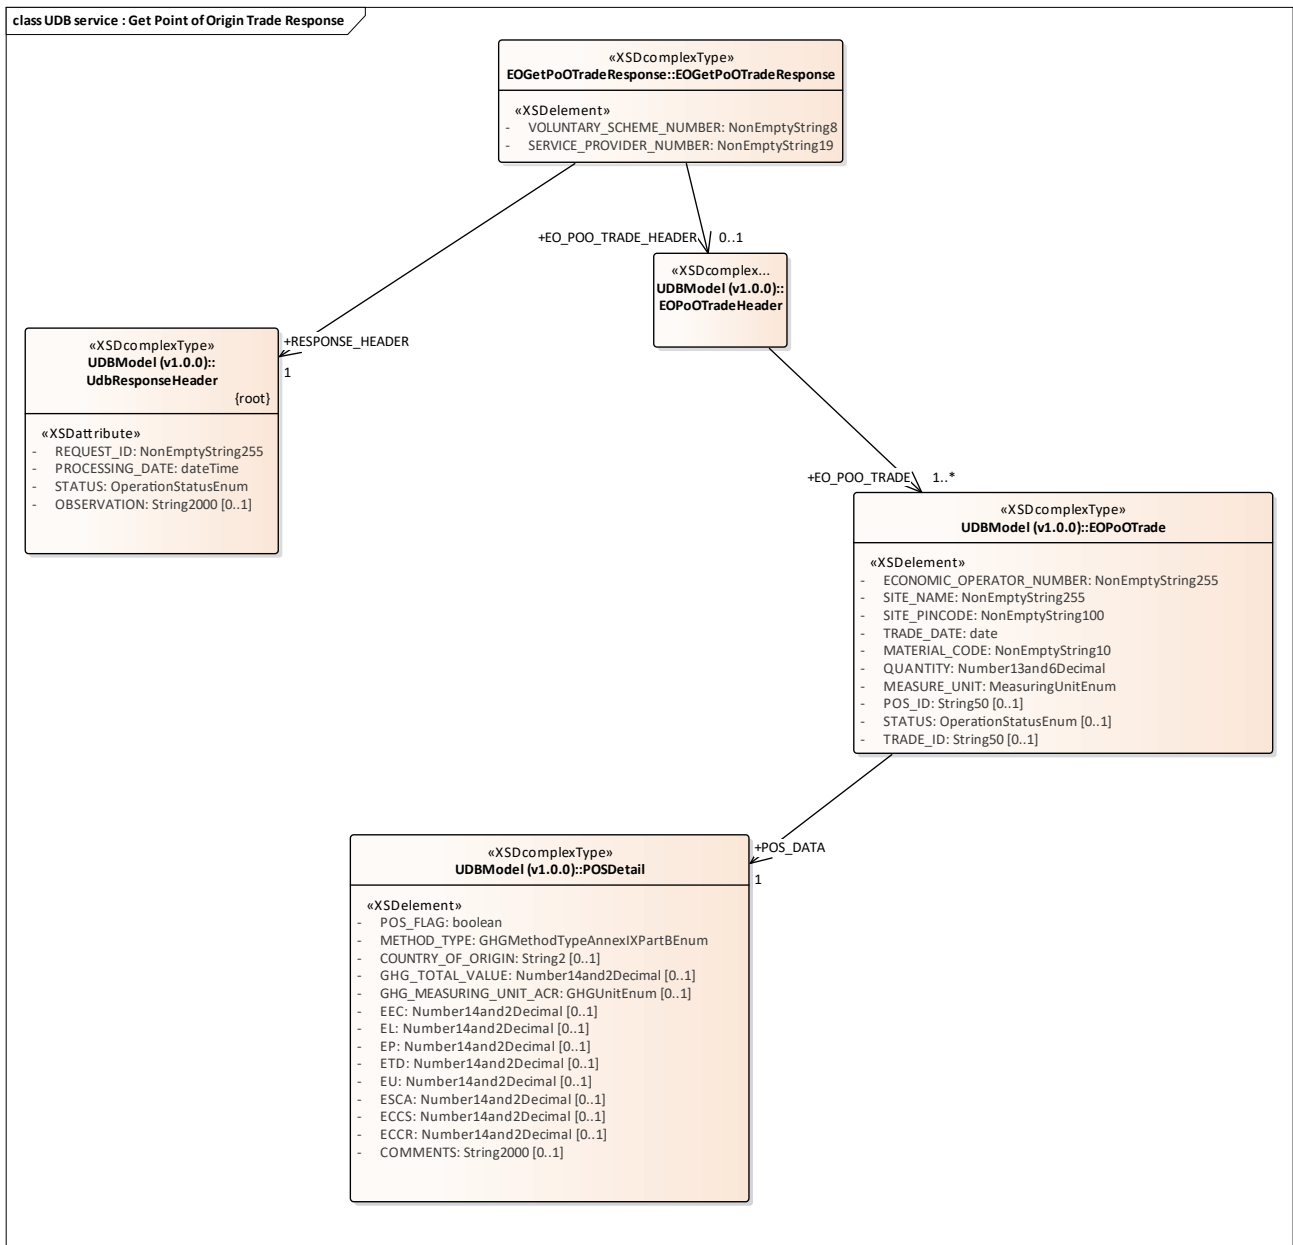 class UDB service : Get Point of Origin Trade Response
«XSDcomplexType»
EOGetPoOTradeResponse::EOGetPoOTradeResponse
«XSDelement»
- VOLUNTARY_SCHEME_NUMBER: NonEmptyString8
- SERVICE_PROVIDER_NUMBER: NonEmptyString19
+EO_POO_TRADE_HEADER 0..1
«XSDcomplex...
UDBModel (v1.0.0)::
EOPoOTradeHeader
+RESPONSE_HEADER
1
«XSDcomplexType»
UDBModel (v1.0.0)::
UdbResponseHeader
{root}
«XSDattribute»
- REQUEST_ID: NonEmptyString255
- PROCESSING_DATE: dateTime
- STATUS: OperationStatusEnum
- OBSERVATION: String2000 [0..1]
+EO_POO_TRADE 1..*
«XSDcomplexType»
UDBModel (v1.0.0)::EOPoOTrade
«XSDelement»
- ECONOMIC_OPERATOR_NUMBER: NonEmptyString255
- SITE_NAME: NonEmptyString255
- SITE_PINCODE: NonEmptyString100
- TRADE_DATE: date
- MATERIAL_CODE: NonEmptyString10
- QUANTITY: Number13and6Decimal
- MEASURE_UNIT: MeasuringUnitEnum
- POS_ID: String50 [0..1]
- STATUS: OperationStatusEnum [0..1]
- TRADE_ID: String50 [0..1]
+POS_DATA
1
«XSDcomplexType»
UDBModel (v1.0.0)::POSDetail
«XSDelement»
- POS_FLAG: boolean
- METHOD_TYPE: GHGMethodTypeAnnexIXPartBEnum
- COUNTRY_OF_ORIGIN: String2 [0..1]
- GHG_TOTAL_VALUE: Number14and2Decimal [0..1]
- GHG_MEASURING_UNIT_ACR: GHGUnitEnum [0..1]
- EEC: Number14and2Decimal [0..1]
- EL: Number14and2Decimal [0..1]
- EP: Number14and2Decimal [0..1]
- ETD: Number14and2Decimal [0..1]
- EU: Number14and2Decimal [0..1]
- ESCA: Number14and2Decimal [0..1]
- ECCS: Number14and2Decimal [0..1]
- ECCR: Number14and2Decimal [0..1]
- COMMENTS: String2000 [0..1]